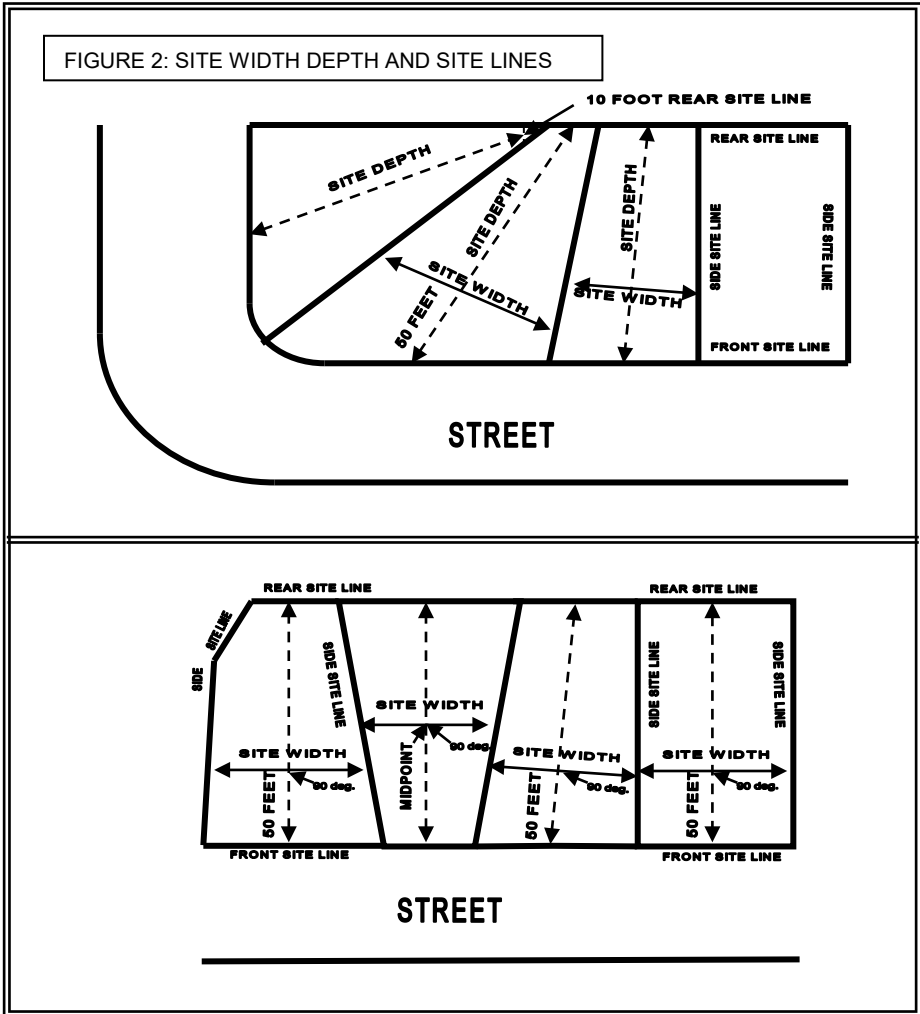 FIGURE 2: SITE WIDTH DEPTH AND SITE LINES
10 FOOT REAR SITE LINE
REAR SITE LINE
SITE DEPTH
SITE DEPTH
SITE DEPTH
SIDE SITE LINE
SIDE SITE LINE
SITE WIDTH
SITE WIDTH
50 FEET
FRONT SITE LINE
STREET
REAR SITE LINE
REAR SITE LINE
SIDE SITE LINE
SIDE SITE LINE
SIDE SITE LINE
SIDE SITE LINE
SITE WIDTH
90 deg.
MIDPOINT
SITE WIDTH
90 deg.
50 FEET
SITE WIDTH
90 deg.
50 FEET
SITE WIDTH
90 deg.
50 FEET
FRONT SITE LINE
FRONT SITE LINE
STREET